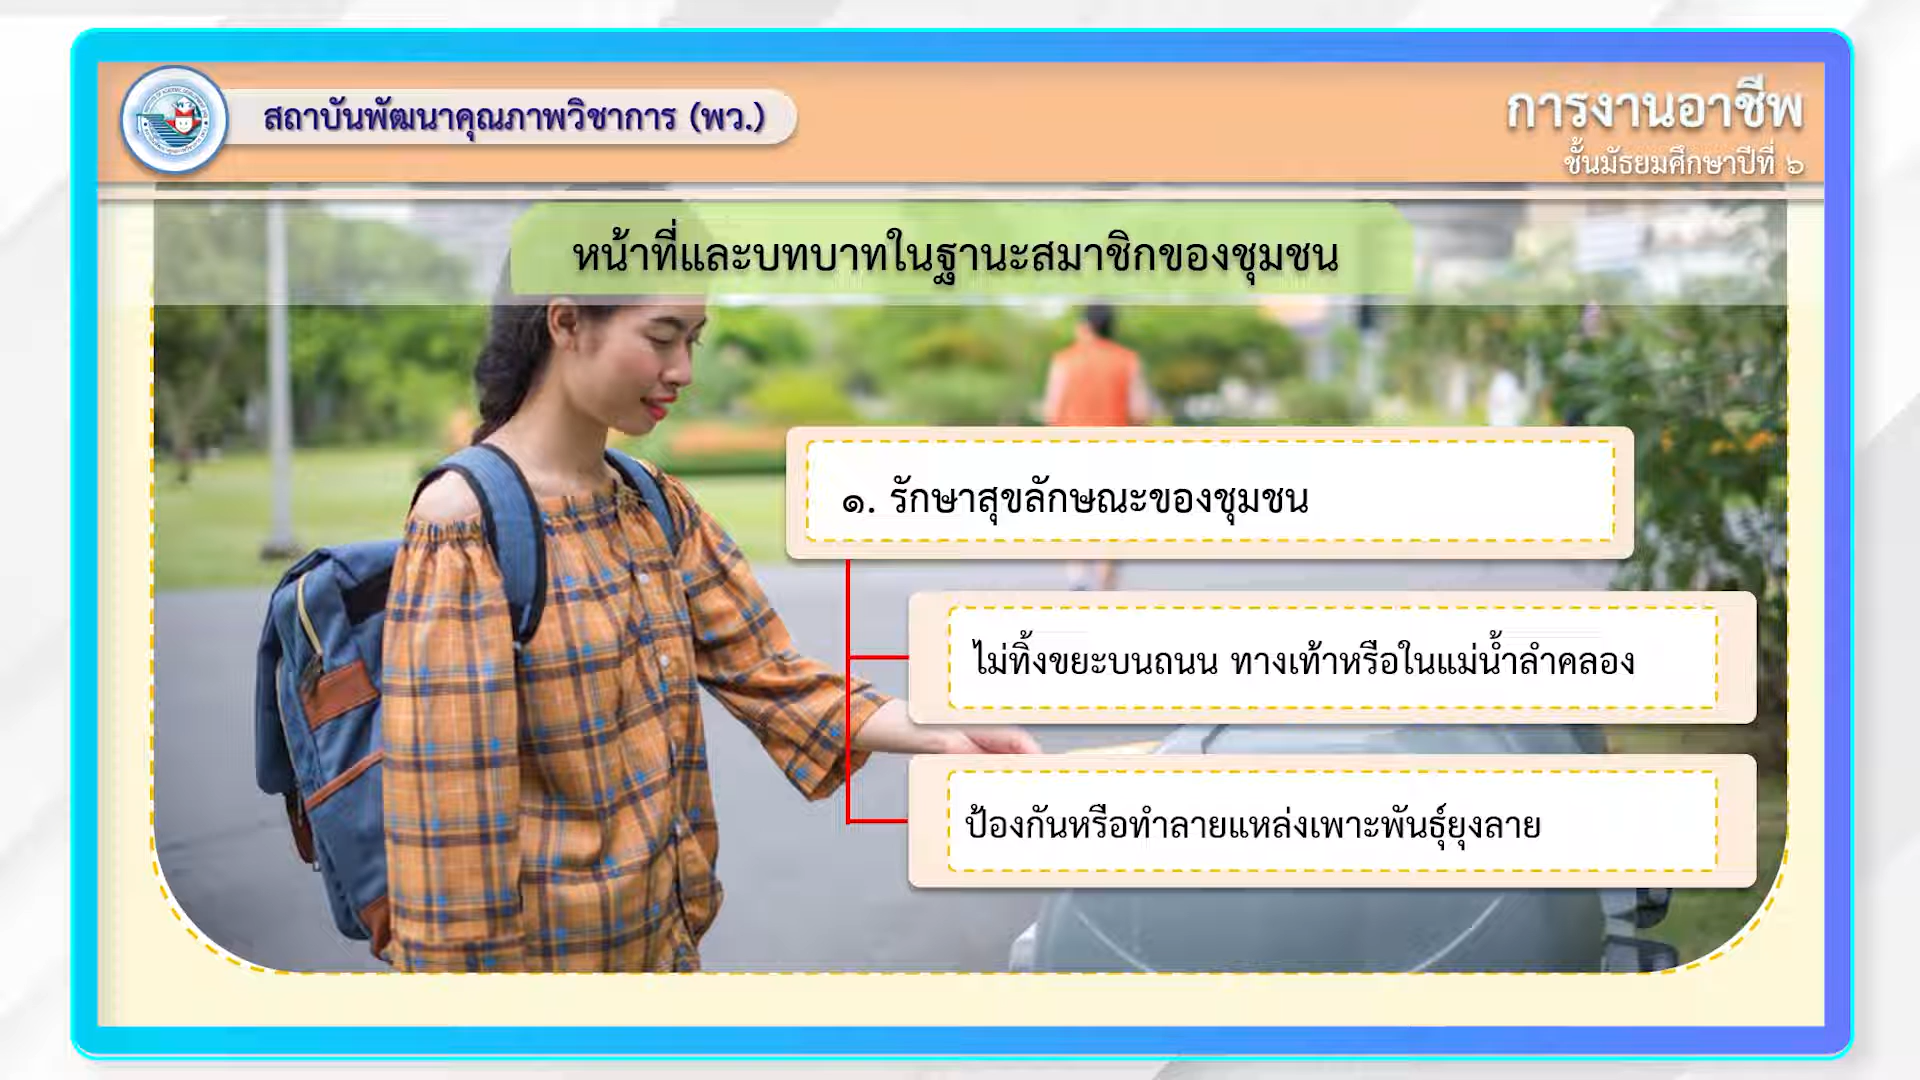 สถาบันพัฒนาคุณภาพวิชาการ (พว.)
การงานอาชีพ
ชั้นมัธยมศึกษาปีที่ ๖
หน้าที่และบทบาทในฐานะสมาชิกของชุมชน
๑. รักษาสุขลักษณะของชุมชน
ไม่ทิ้งขยะบนถนน ทางเท้าหรือในแม่น้ำลำคลอง
ป้องกันหรือทำลายแหล่งเพาะพันธุ์ยุงลาย